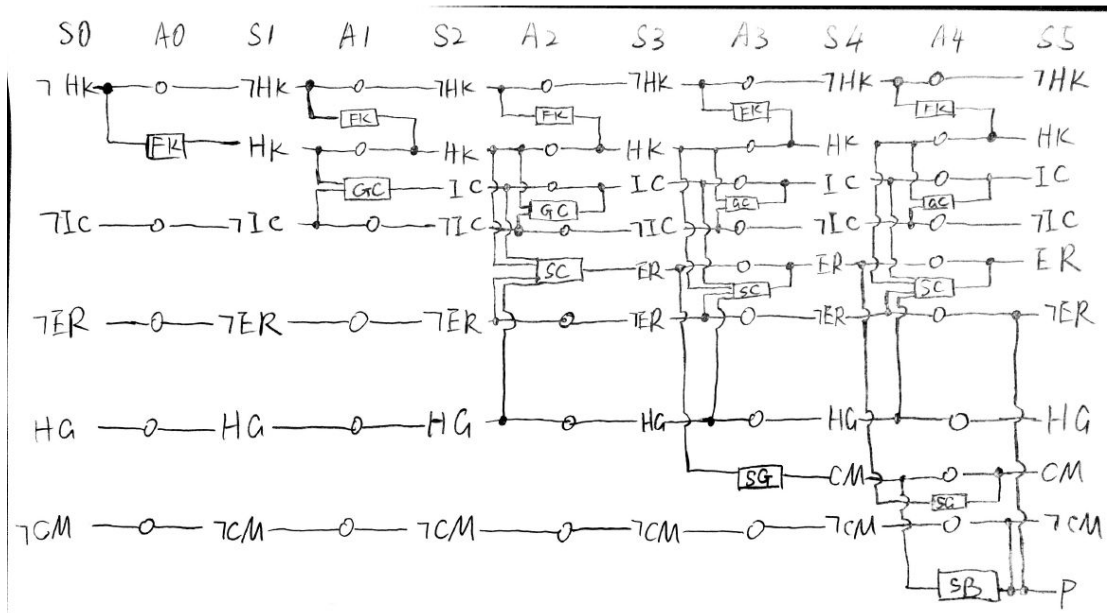 S0 A0 S1 A1 S2 A2 S3 A3 S4 A4 S5
¬HK ¬HK ¬HK ¬HK ¬HK ¬HK
FK FK FK FK
FK HK HK HK HK HK
GC IC IC IC IC
GC GC GC
¬IC ¬IC ¬IC ¬IC ¬IC ¬IC
SC ER ER ER
SC SC
¬ER ¬ER ¬ER ¬ER ¬ER ¬ER
HG HG HG HG HG HG
SG CM CM
SG
¬CM ¬CM ¬CM ¬CM ¬CM ¬CM
SB P